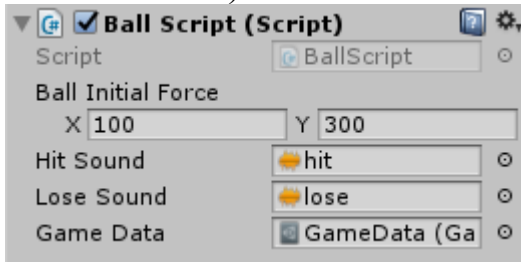 Ball Script (Script)
Script BallScript
Ball Initial Force
X 100 Y 300
Hit Sound hit
Lose Sound lose
Game Data GameData (Ga